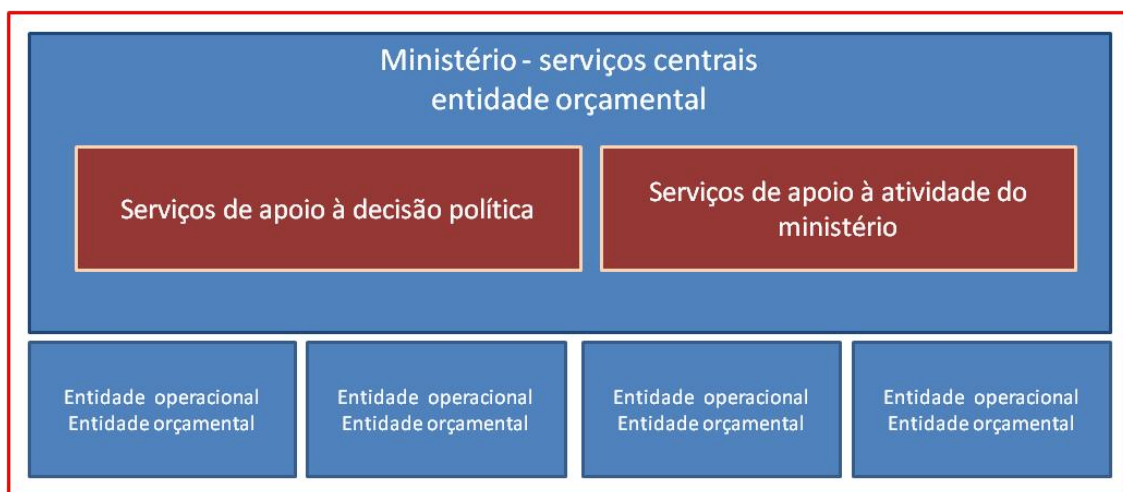 Ministério - serviços centrais
entidade orçamental
Serviços de apoio à decisão política
Serviços de apoio à atividade do
ministério
Entidade operacional
Entidade orçamental
Entidade operacional
Entidade orçamental
Entidade operacional
Entidade orçamental
Entidade operacional
Entidade orçamental